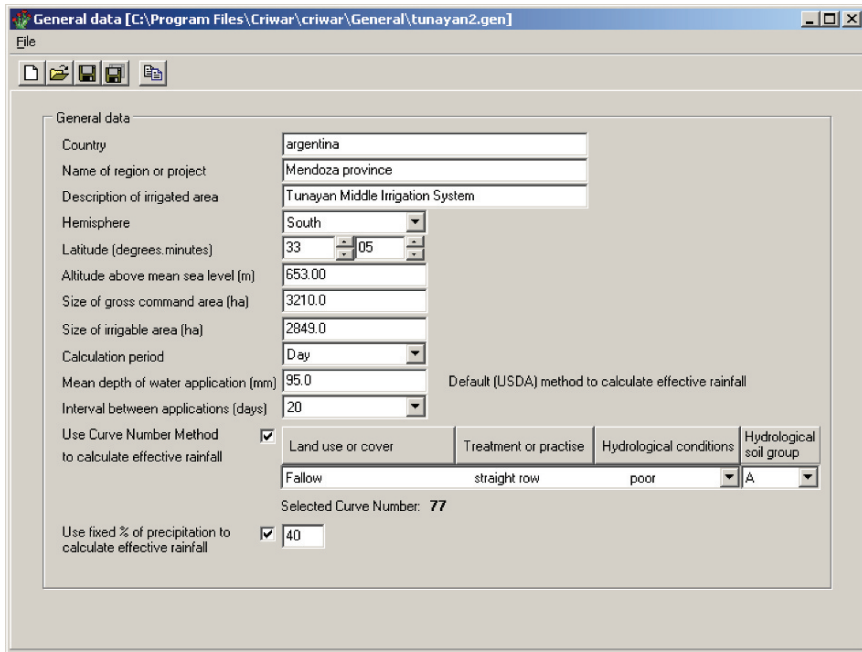 General data [C:\Program Files\Criwar\criwar\General\tunayan2.gen]
File
General data
Country argentina
Name of region or project Mendoza province
Description of irrigated area Tunayan Middle Irrigation System
Hemisphere South
Latitude (degrees.minutes) 33 05
Altitude above mean sea level (m) 653.00
Size of gross command area (ha) 3210.0
Size of irrigable area (ha) 2849.0
Calculation period Day
Mean depth of water application (mm) 95.0 Default (USDA) method to calculate effective rainfall
Interval between applications (days) 20
Use Curve Number Method
to calculate effective rainfall
Land use or cover Treatment or practise Hydrological conditions Hydrological
soil group
Fallow straight row poor A
Selected Curve Number: 77
Use fixed % of precipitation to
calculate effective rainfall
40